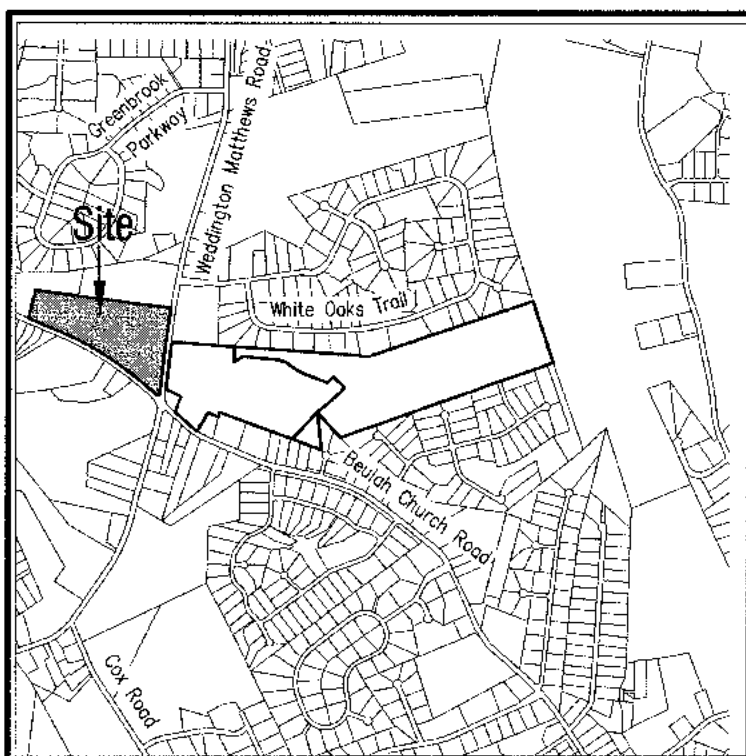 Greenbrook
Parkway
Weddington Matthews Road
Site
White Oaks Trail
Beulah Church Road
Cox Road